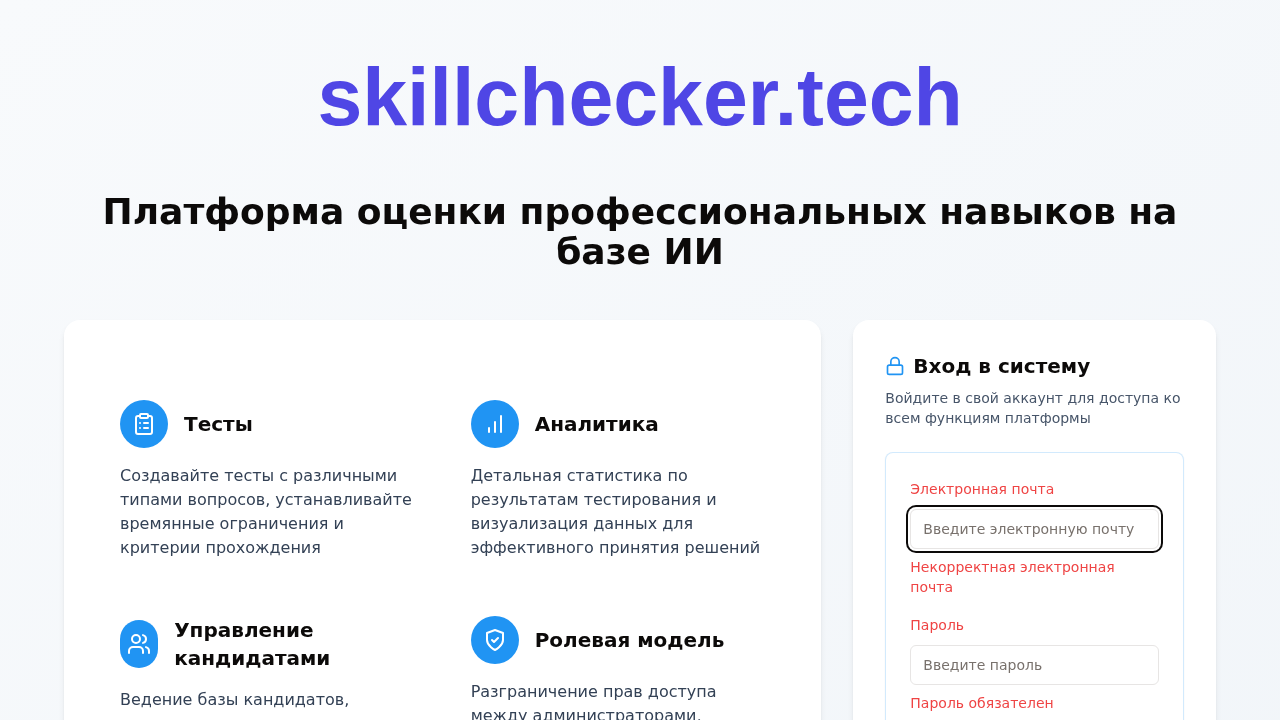 skillchecker.tech
Платформа оценки профессиональных навыков на
базе ИИ
Тесты
Создавайте тесты с различными
типами вопросов, устанавливайте
времянные ограничения и
критерии прохождения
Аналитика
Детальная статистика по
результатам тестирования и
визуализация данных для
эффективного принятия решений
Управление
кандидатами
Ведение базы кандидатов,
Ролевая модель
Разграничение прав доступа
между администраторами,
Вход в систему
Войдите в свой аккаунт для доступа ко
всем функциям платформы
Электронная почта
Введите электронную почту
Некорректная электронная
почта
Пароль
Введите пароль
Пароль обязателен